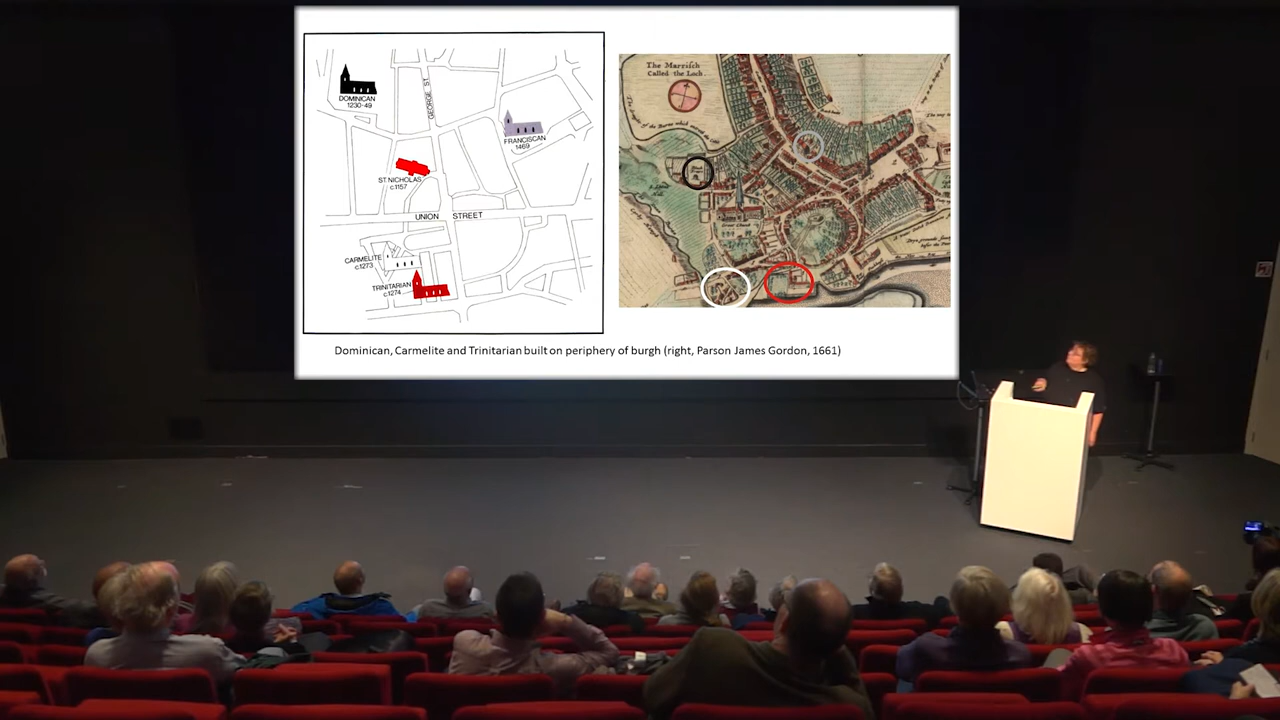 DOMINICAN
1230-49
GEORGE ST
FRANCISCAN
1469
ST. NICHOLAS
c.1157
UNION STREET
CARMELITE
c.1273
TRINITARIAN
c.1274
The Marrisch
Called the Loch.
Dominican, Carmelite and Trinitarian built on periphery of burgh (right, Parson James Gordon, 1661)